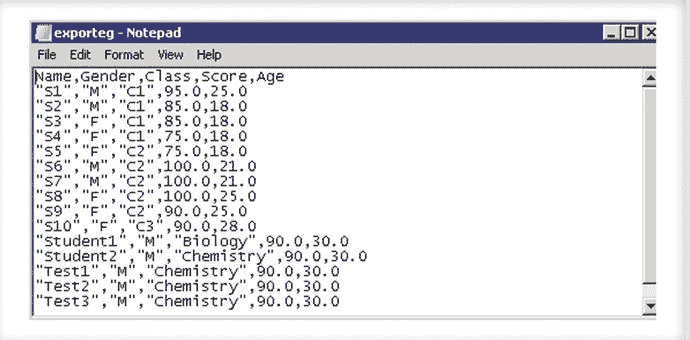 exporteg - Notepad
File Edit Format View Help
Name,Gender,Class,Score,Age
"S1","M","C1",95.0,25.0
"S2","M","C1",85.0,18.0
"S3","F","C1",85.0,18.0
"S4","F","C1",75.0,18.0
"S5","F","C2",75.0,18.0
"S6","M","C2",100.0,21.0
"S7","M","C2",100.0,21.0
"S8","F","C2",100.0,25.0
"S9","F","C2",90.0,25.0
"S10","F","C3",90.0,28.0
"Student1","M","Biology",90.0,30.0
"Student2","M","Chemistry",90.0,30.0
"Test1","M","Chemistry",90.0,30.0
"Test2","M","Chemistry",90.0,30.0
"Test3","M","Chemistry",90.0,30.0